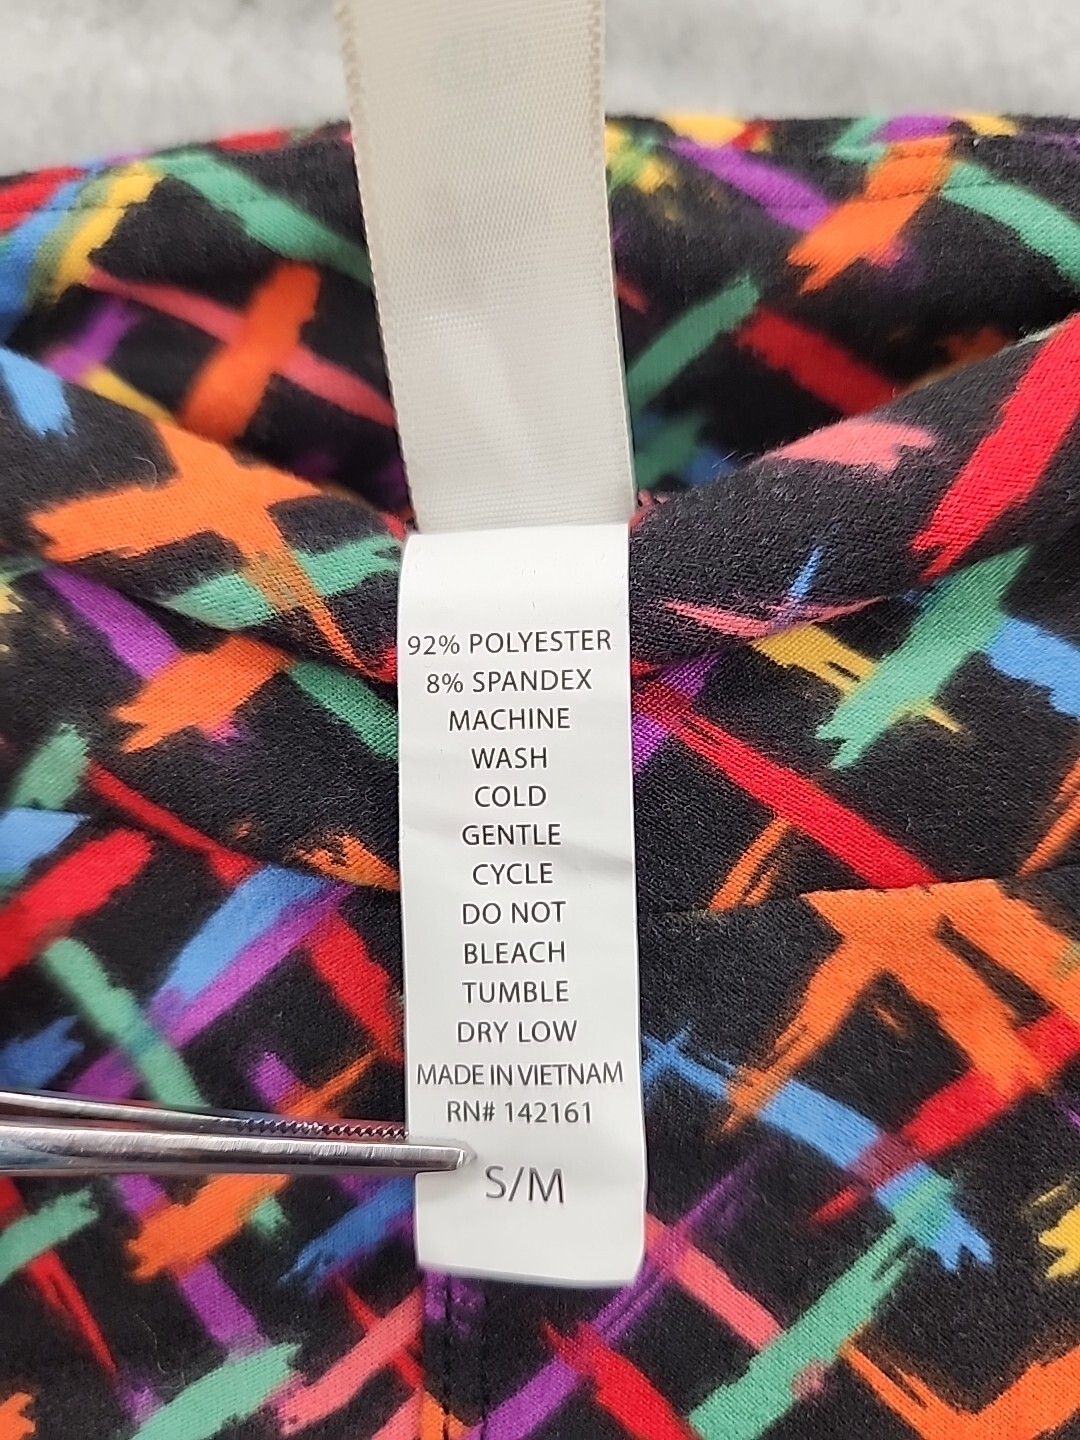 92% POLYESTER
8% SPANDEX
MACHINE
WASH
COLD
GENTLE
CYCLE
DO NOT
BLEACH
TUMBLE
DRY LOW
MADE IN VIETNAM
RN# 142161
S/M